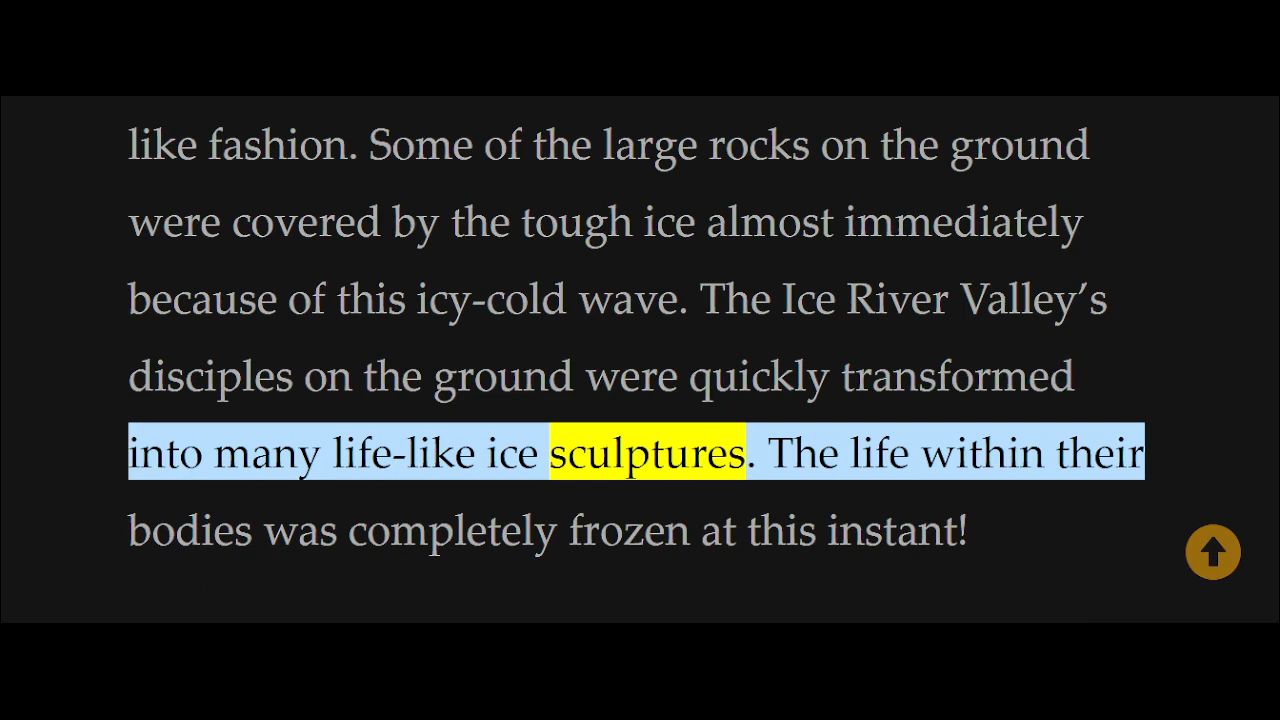 like fashion. Some of the large rocks on the ground
were covered by the tough ice almost immediately
because of this icy-cold wave. The Ice River Valley’s
disciples on the ground were quickly transformed
into many life-like ice sculptures. The life within their
bodies was completely frozen at this instant!